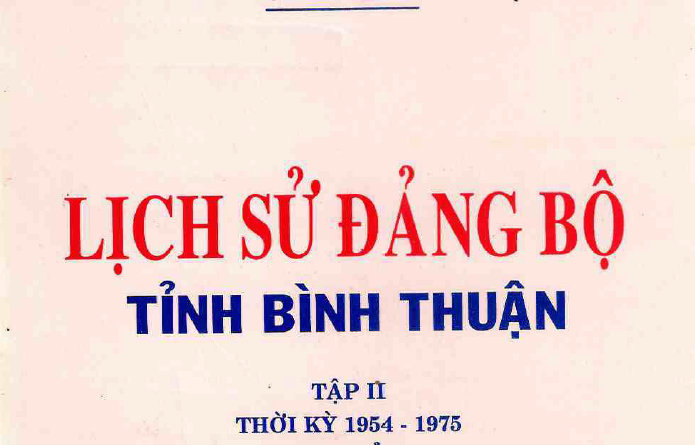 LỊCH SỬ ĐẢNG BỘ
TỈNH BÌNH THUẬN
TẬP II
THỜI KỲ 1954 - 1975